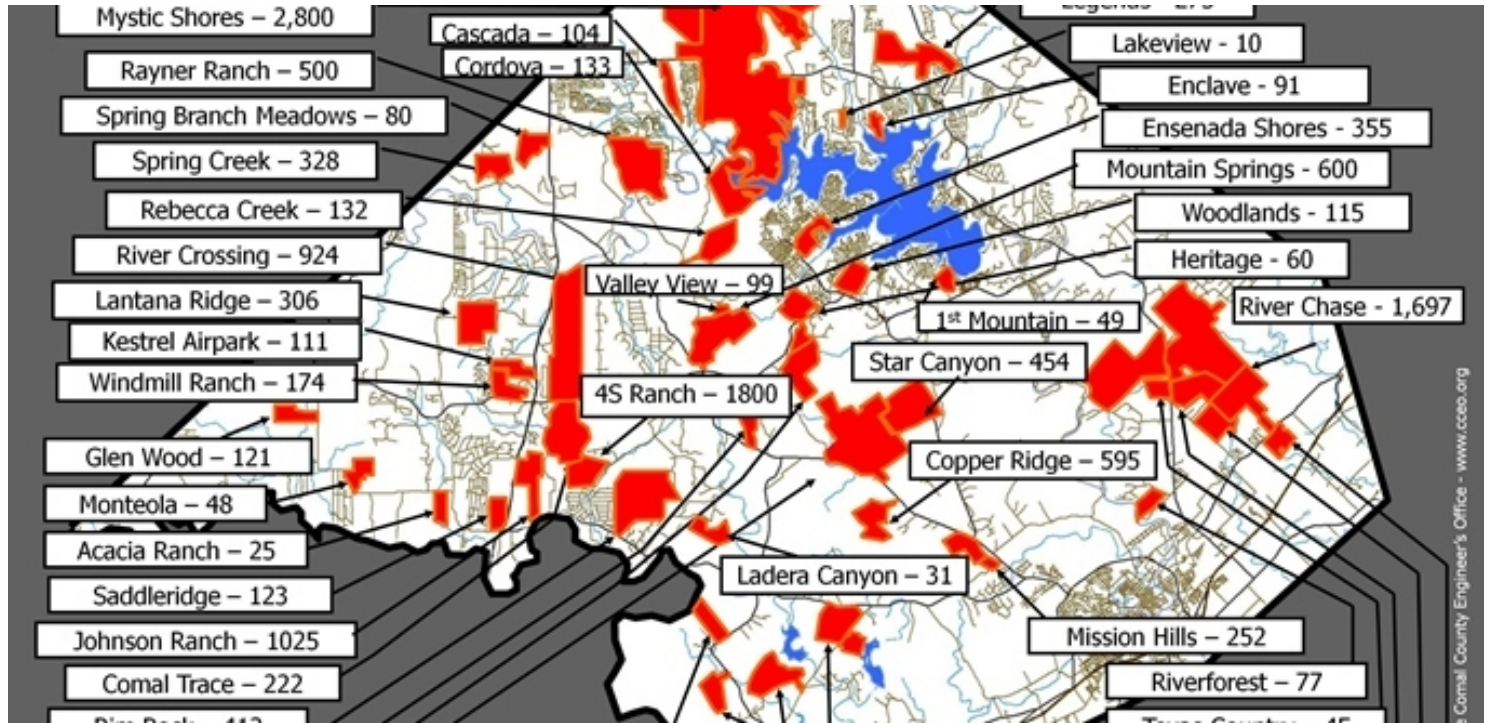 Mystic Shores – 2,800
Rayner Ranch – 500
Spring Branch Meadows – 80
Spring Creek – 328
Rebecca Creek – 132
River Crossing – 924
Lantana Ridge – 306
Kestrel Airpark – 111
Windmill Ranch – 174
Glen Wood – 121
Monteola – 48
Acacia Ranch – 25
Saddleridge – 123
Johnson Ranch – 1025
Comal Trace – 222
Cascada – 104
Cordova – 133
Valley View – 99
4S Ranch – 1800
1st Mountain – 49
Star Canyon – 454
Copper Ridge – 595
Ladera Canyon – 31
Lakeview - 10
Enclave - 91
Ensenada Shores - 355
Mountain Springs - 600
Woodlands - 115
Heritage - 60
River Chase - 1,697
Mission Hills – 252
Riverforest – 77
Comal County Engineer's Office - www.cceo.org